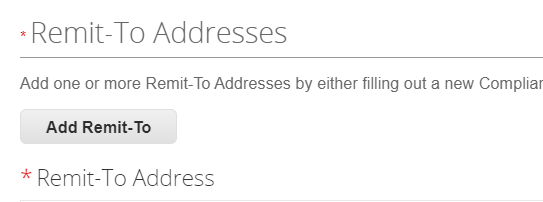 * Remit-To Addresses
Add one or more Remit-To Addresses by either filling out a new Complian
Add Remit-To
* Remit-To Address